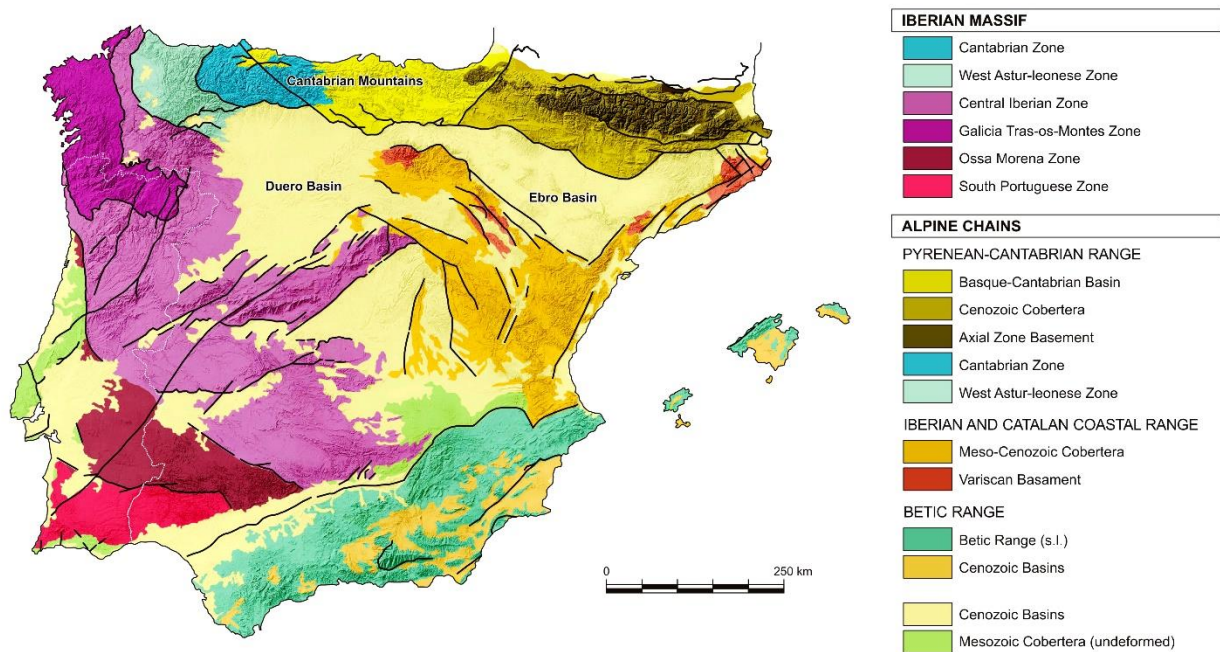 Cantabrian Mountains
Duero Basin
Ebro Basin
0 250 km
IBERIAN MASSIF
Cantabrian Zone
West Astur-leonese Zone
Central Iberian Zone
Galicia Tras-os-Montes Zone
Ossa Morena Zone
South Portuguese Zone
ALPINE CHAINS
PYRENEAN-CANTABRIAN RANGE
Basque-Cantabrian Basin
Cenozoic Cobertera
Axial Zone Basement
Cantabrian Zone
West Astur-leonese Zone
IBERIAN AND CATALAN COASTAL RANGE
Meso-Cenozoic Cobertera
Variscan Basament
BETIC RANGE
Betic Range (s.l.)
Cenozoic Basins
Cenozoic Basins
Mesozoic Cobertera (undeformed)